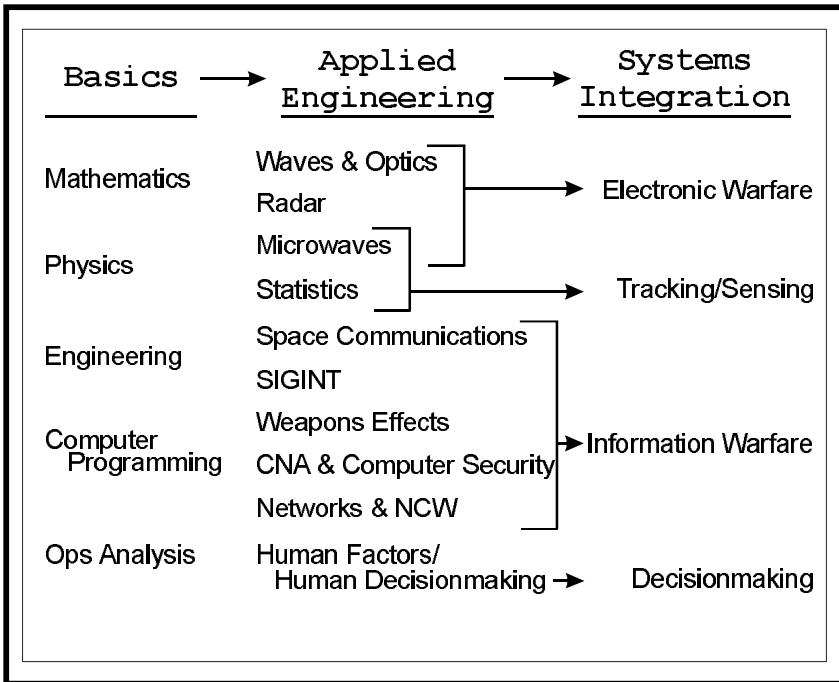 Basics
Applied
Engineering
Systems
Integration
Mathematics
Physics
Engineering
Computer
Programming
Ops Analysis
Waves & Optics
Radar
Microwaves
Statistics
Space Communications
SIGINT
Weapons Effects
CNA & Computer Security
Networks & NCW
Human Factors/
Human Decisionmaking
Electronic Warfare
Tracking/Sensing
Information Warfare
Decisionmaking